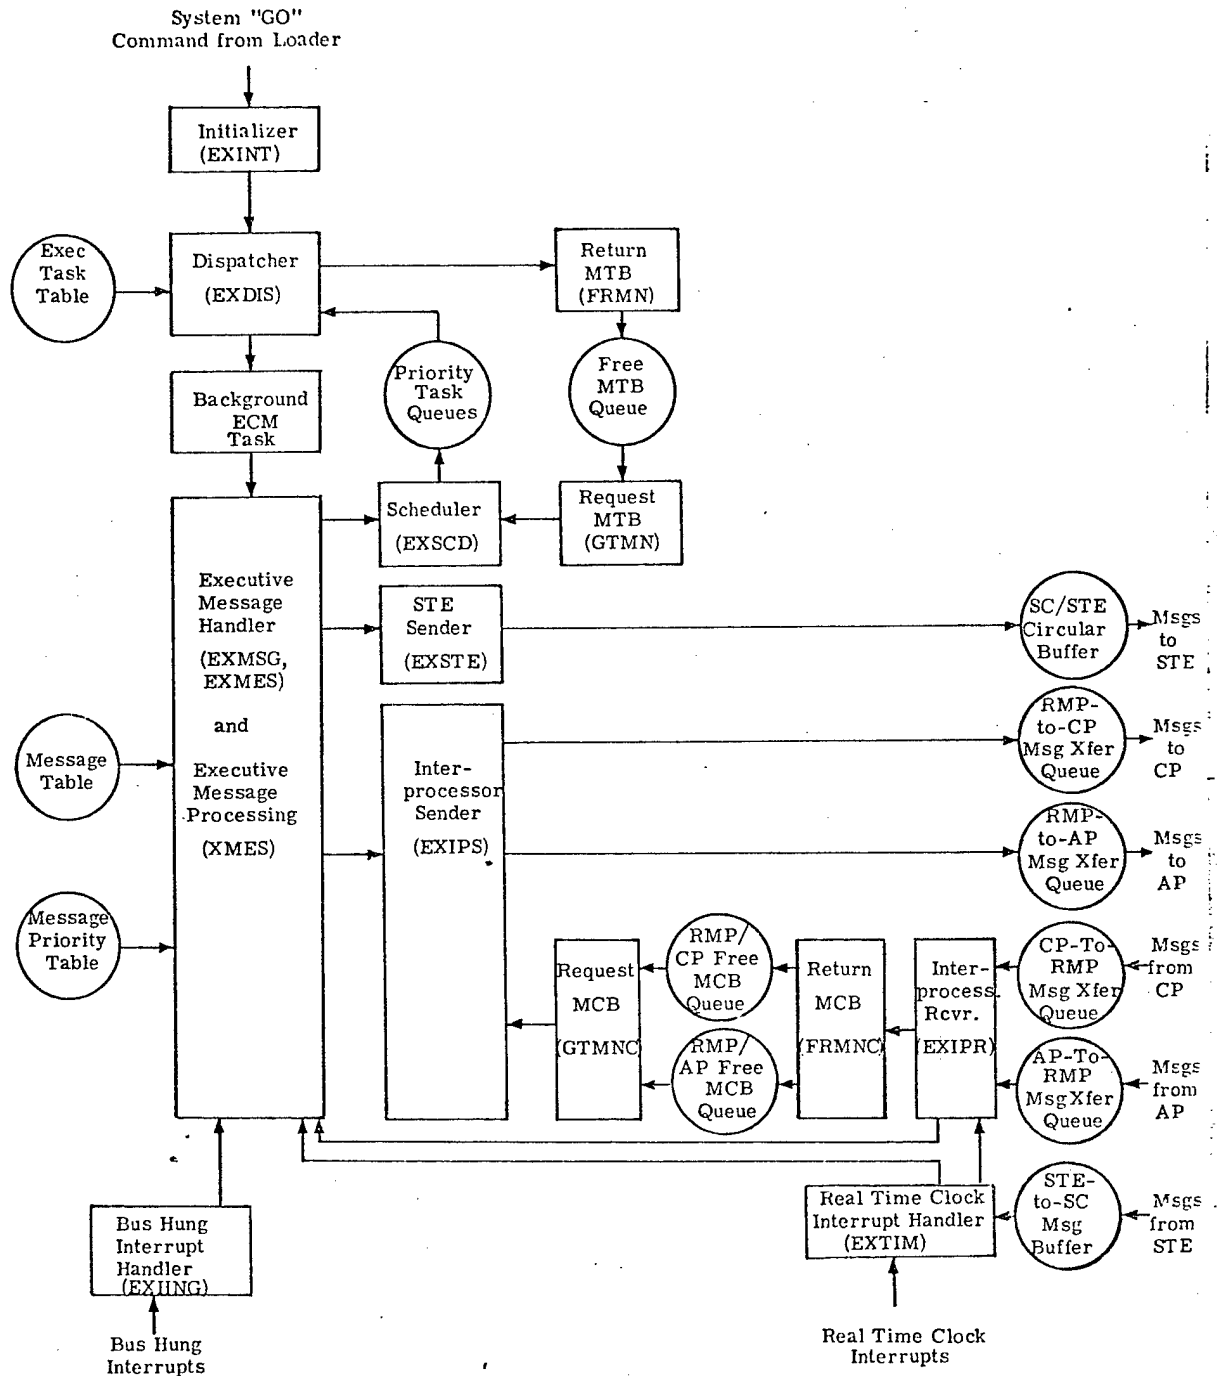 System "GO"
Command from Loader
Initializer
(EXINT)
Exec
Task
Table
Dispatcher
(EXDIS)
Return
MTB
(FRMN)
Background
ECM
Task
Priority
Task
Queues
Free
MTB
Queue
Scheduler
(EXSCD)
Request
MTB
(GTMN)
Executive
Message
Handler
(EXMSG,
EXMES)
and
Executive
Message
Processing
(XMES)
STE
Sender
(EXSTE)
SC/STE
Circular
Buffer
Msgs
to
STE
Message
Table
Inter-
processor
Sender
(EXIPS)
RMP-
to-CP
Msg Xfer
Queue
Msgs
to
CP
RMP-
to-AP
Msg Xfer
Queue
Msgs
to
AP
Message
Priority
Table
Request
MCB
(GTMNC)
RMP/
CP Free
MCB
Queue
RMP/
AP Free
MCB
Queue
Return
MCB
(FRMNC)
Inter-
process.
Rcvr.
(EXIPR)
CP-To-
RMP
Msg Xfer
Queue
Msgs
from
CP
AP-To-
RMP
Msg Xfer
Queue
Msgs
from
AP
Bus Hung
Interrupt
Handler
(EXHNG)
Real Time Clock
Interrupt Handler
(EXTIM)
STE-
to-SC
Msg
Buffer
Msgs
from
STE
Bus Hung
Interrupts
Real Time Clock
Interrupts